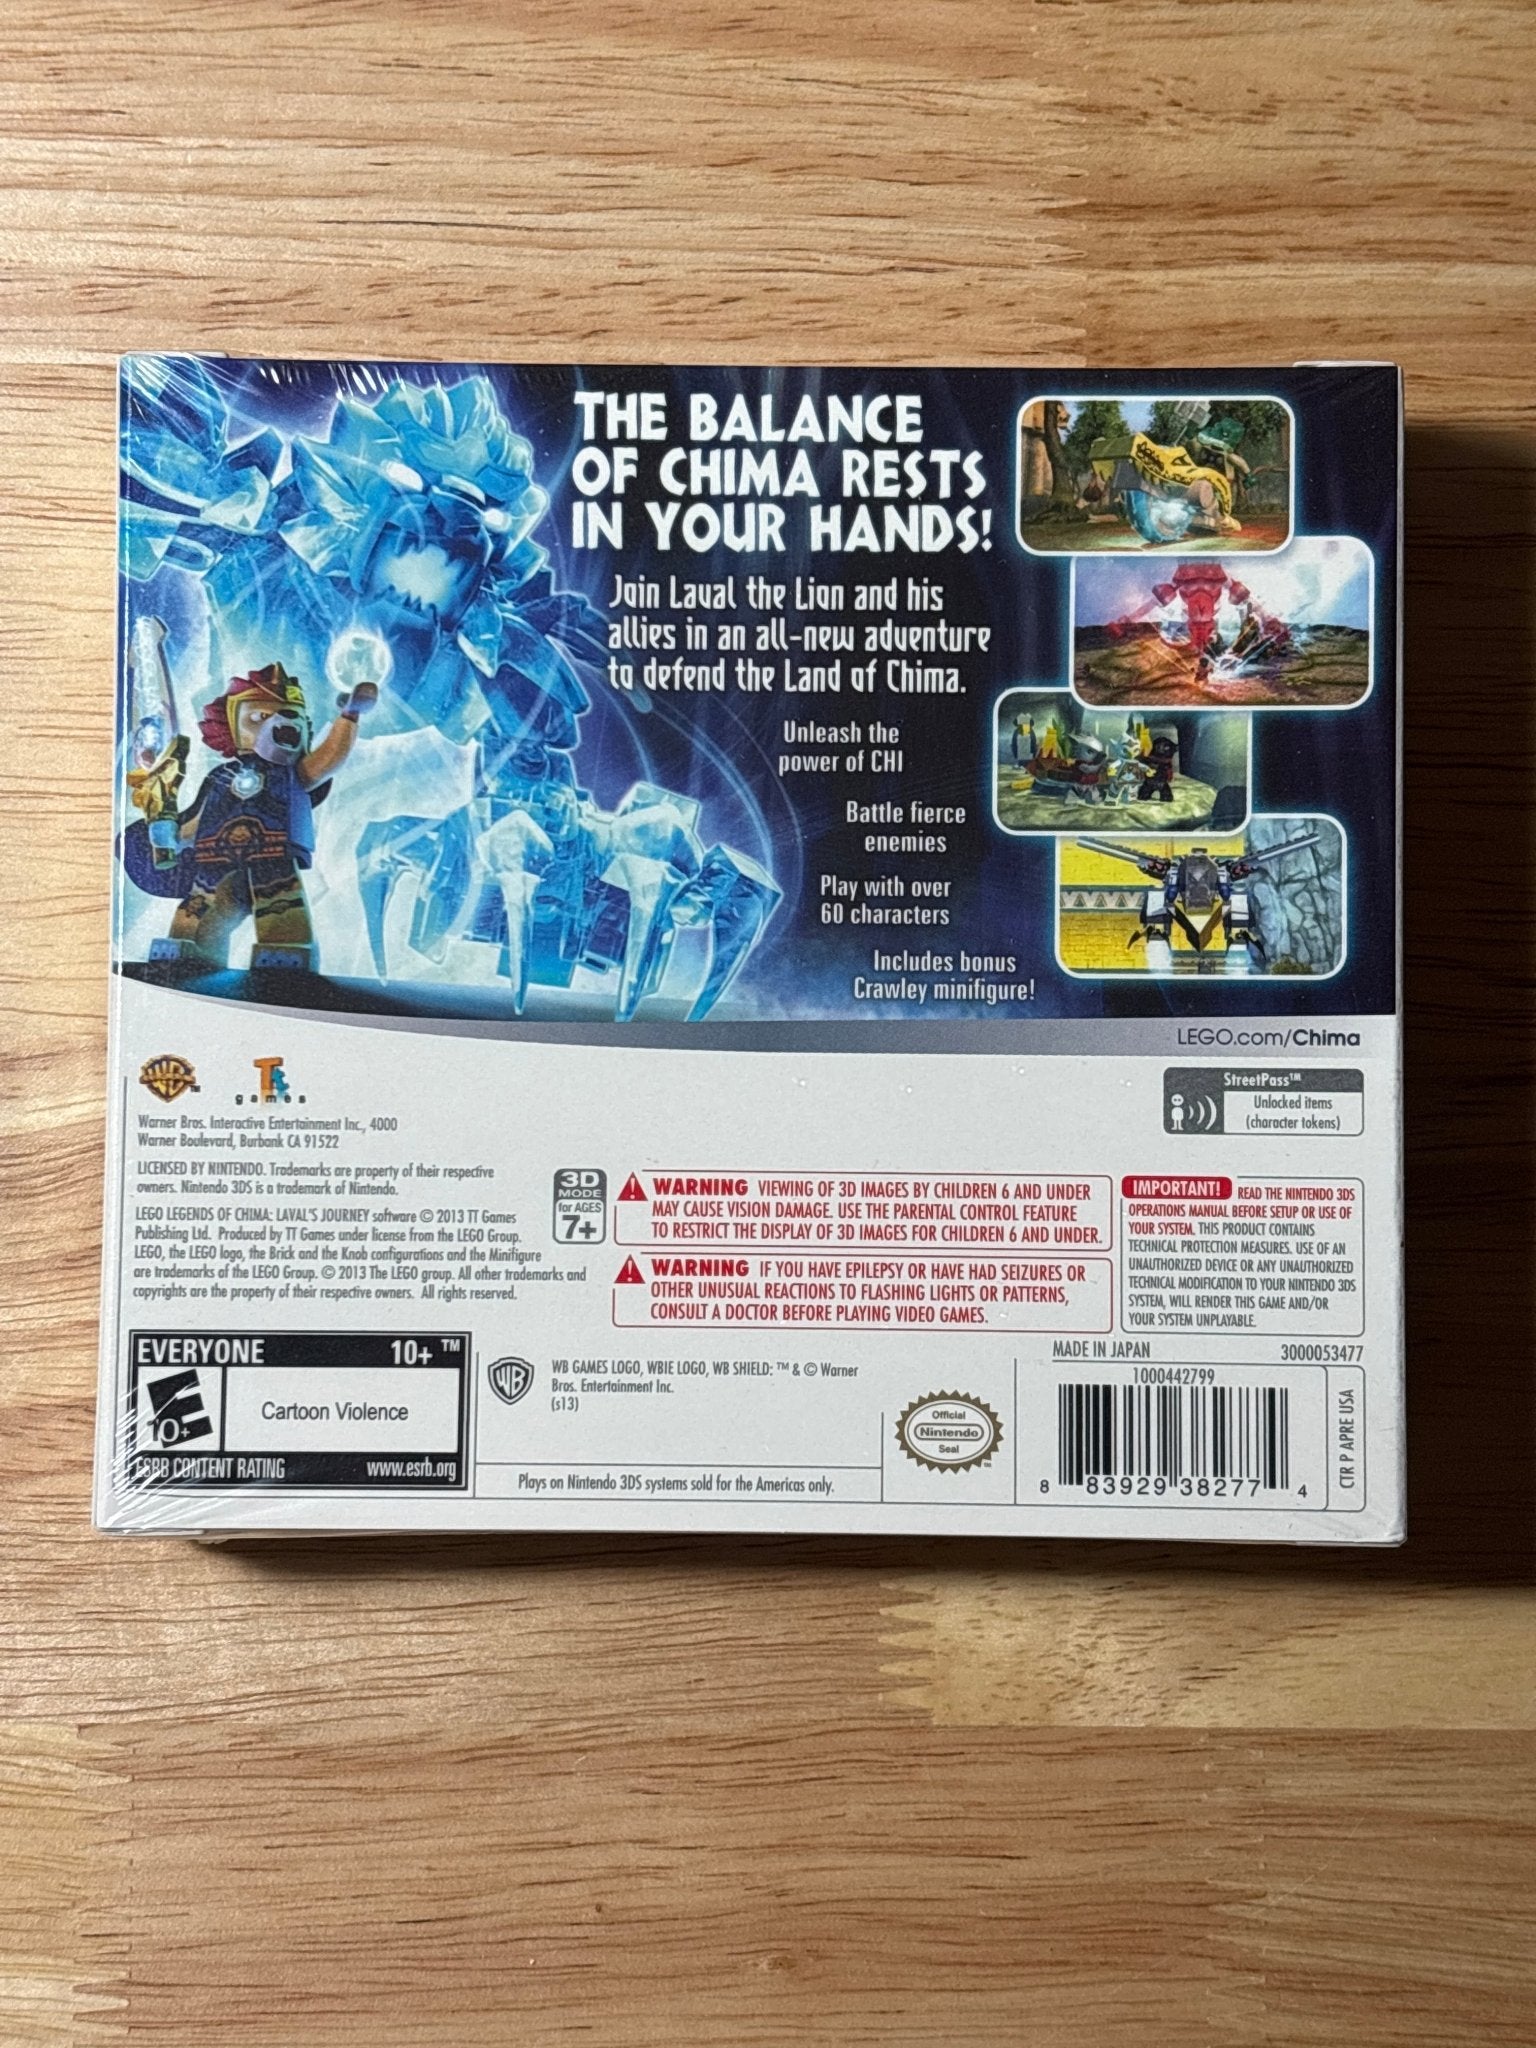 THE BALANCE
OF CHIMA RESTS
IN YOUR HANDS!
Join Laval the Lion and his
allies in an all-new adventure
to defend the Land of Chima.
Unleash the
power of CHI
Battle fierce
enemies
Play with over
60 characters
Includes bonus
Crawley minifigure!
LEGO.com/Chima
WB TM
TT
games
StreetPass™
Unlocked items
(character tokens)
Warner Bros. Interactive Entertainment Inc., 4000
Warner Boulevard, Burbank CA 91522
LICENSED BY NINTENDO. Trademarks are property of their respective
owners. Nintendo 3DS is a trademark of Nintendo.
LEGO LEGENDS OF CHIMA: LAVAL'S JOURNEY software © 2013 TT Games
Publishing Ltd. Produced by TT Games under license from the LEGO Group.
LEGO, the LEGO logo, the Brick and the Knob configurations and the Minifigure
are trademarks of the LEGO Group. © 2013 The LEGO group. All other trademarks and
copyrights are the property of their respective owners. All rights reserved.
3D
MODE
for AGES
7+
WARNING VIEWING OF 3D IMAGES BY CHILDREN 6 AND UNDER
MAY CAUSE VISION DAMAGE. USE THE PARENTAL CONTROL FEATURE
TO RESTRICT THE DISPLAY OF 3D IMAGES FOR CHILDREN 6 AND UNDER.
WARNING IF YOU HAVE EPILEPSY OR HAVE HAD SEIZURES OR
OTHER UNUSUAL REACTIONS TO FLASHING LIGHTS OR PATTERNS,
CONSULT A DOCTOR BEFORE PLAYING VIDEO GAMES.
IMPORTANT! READ THE NINTENDO 3DS
OPERATIONS MANUAL BEFORE SETUP OR USE OF
YOUR SYSTEM. THIS PRODUCT CONTAINS
TECHNICAL PROTECTION MEASURES. USE OF AN
UNAUTHORIZED DEVICE OR ANY UNAUTHORIZED
TECHNICAL MODIFICATION TO YOUR NINTENDO 3DS
SYSTEM, WILL RENDER THIS GAME AND/OR
YOUR SYSTEM UNPLAYABLE.
EVERYONE 10+ ™
E
10+
Cartoon Violence
ESRB CONTENT RATING www.esrb.org
WB
WB GAMES LOGO, WBIE LOGO, WB SHIELD: ™ & © Warner
Bros. Entertainment Inc.
(s13)
Plays on Nintendo 3DS systems sold for the Americas only.
Official
Nintendo
Seal
™
MADE IN JAPAN 3000053477
1000442799
8 83929 38277 4
CTR P APRE USA